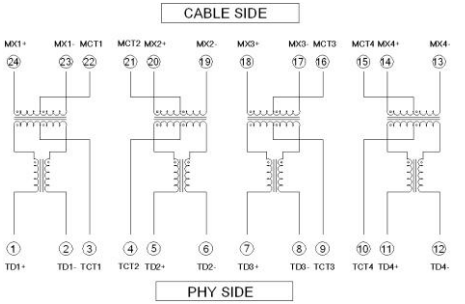 CABLE SIDE
MX1+ MX1- MCT1 MCT2 MX2+ MX2- MX3+ MX3- MCT3 MCT4 MX4+ MX4-
24 23 22 21 20 19 18 17 16 15 14 13
1 2 3 4 5 6 7 8 9 10 11 12
TD1+ TD1- TCT1 TCT2 TD2+ TD2- TD3+ TD3- TCT3 TCT4 TD4+ TD4-
PHY SIDE